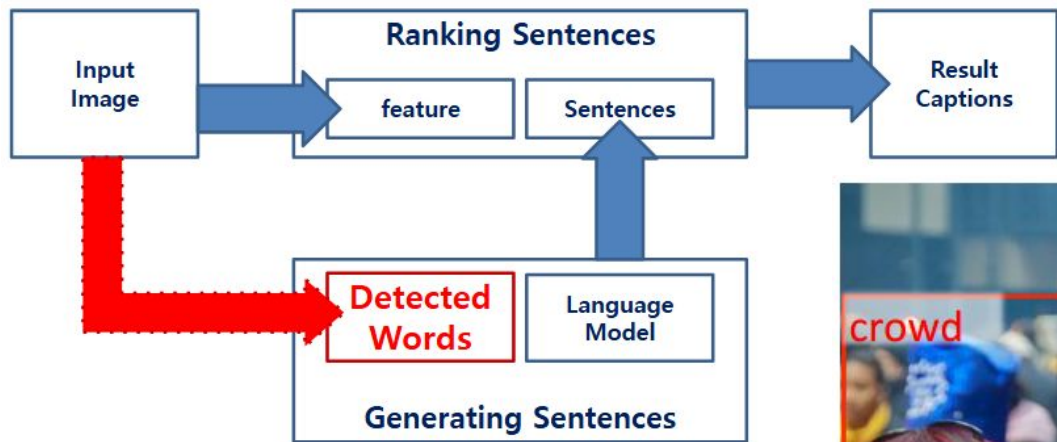 Input
Image
Ranking Sentences
feature
Sentences
Result
Captions
Detected
Words
Language
Model
Generating Sentences
crowd